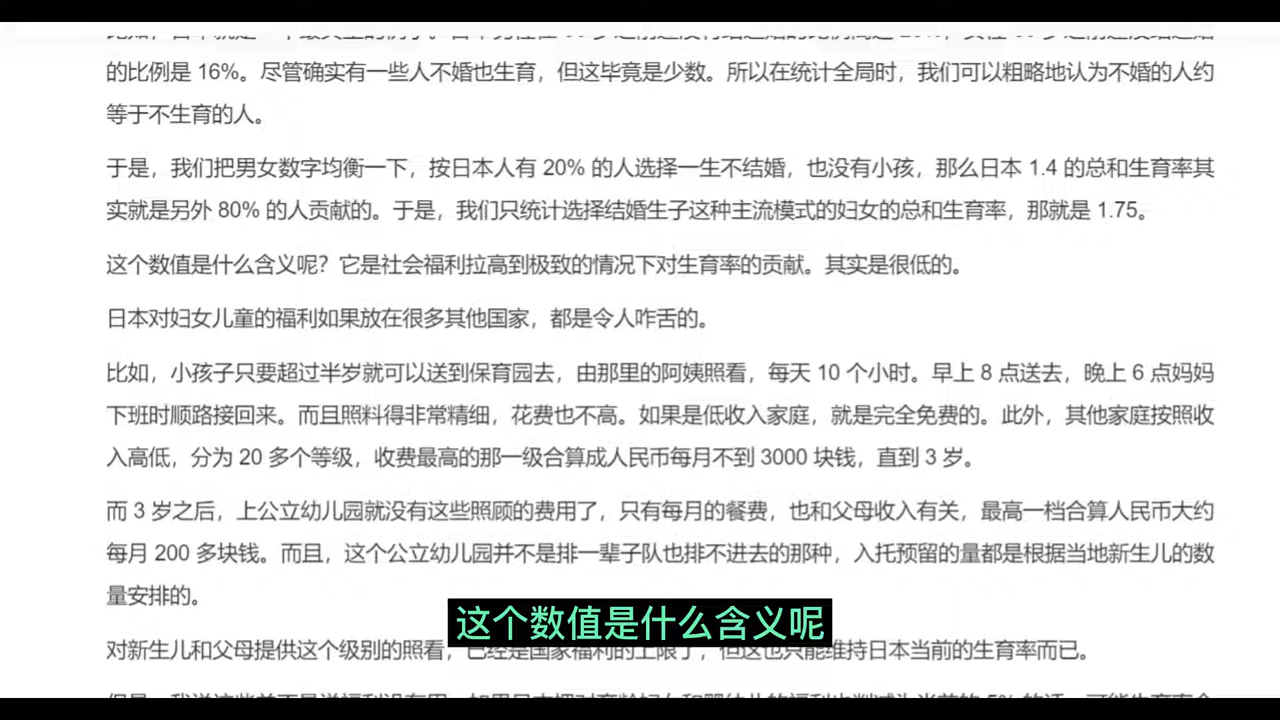 的比例是 16%。尽管确实有一些人不婚也生育，但这毕竟是少数。所以在统计全局时，我们可以粗略地认为不婚的人约
等于不生育的人。
于是，我们把男女数字均衡一下，按日本人有 20% 的人选择一生不结婚，也没有小孩，那么日本 1.4 的总和生育率其
实就是另外 80% 的人贡献的。于是，我们只统计选择结婚生子这种主流模式的妇女的总和生育率，那就是 1.75。
这个数值是什么含义呢？它是社会福利拉高到极致的情况下对生育率的贡献。其实是很低的。
日本对妇女儿童的福利如果放在很多其他国家，都是令人咋舌的。
比如，小孩子只要超过半岁就可以送到保育园去，由那里的阿姨照看，每天 10 个小时。早上 8 点送去，晚上 6 点妈妈
下班时顺路接回来。而且照料得非常精细，花费也不高。如果是低收入家庭，就是完全免费的。此外，其他家庭按照收
入高低，分为 20 多个等级，收费最高的那一级合算成人民币每月不到 3000 块钱，直到 3 岁。
而 3 岁之后，上公立幼儿园就没有这些照顾的费用了，只有每月的餐费，也和父母收入有关，最高一档合算人民币大约
每月 200 多块钱。而且，这个公立幼儿园并不是排一辈子队也排不进去的那种，入托预留的量都是根据当地新生儿的数
量安排的。
这个数值是什么含义呢
对新生儿和父母提供这个级别的照看，已经是国家福利的上限了，但这也只能维持日本当前的生育率而已。